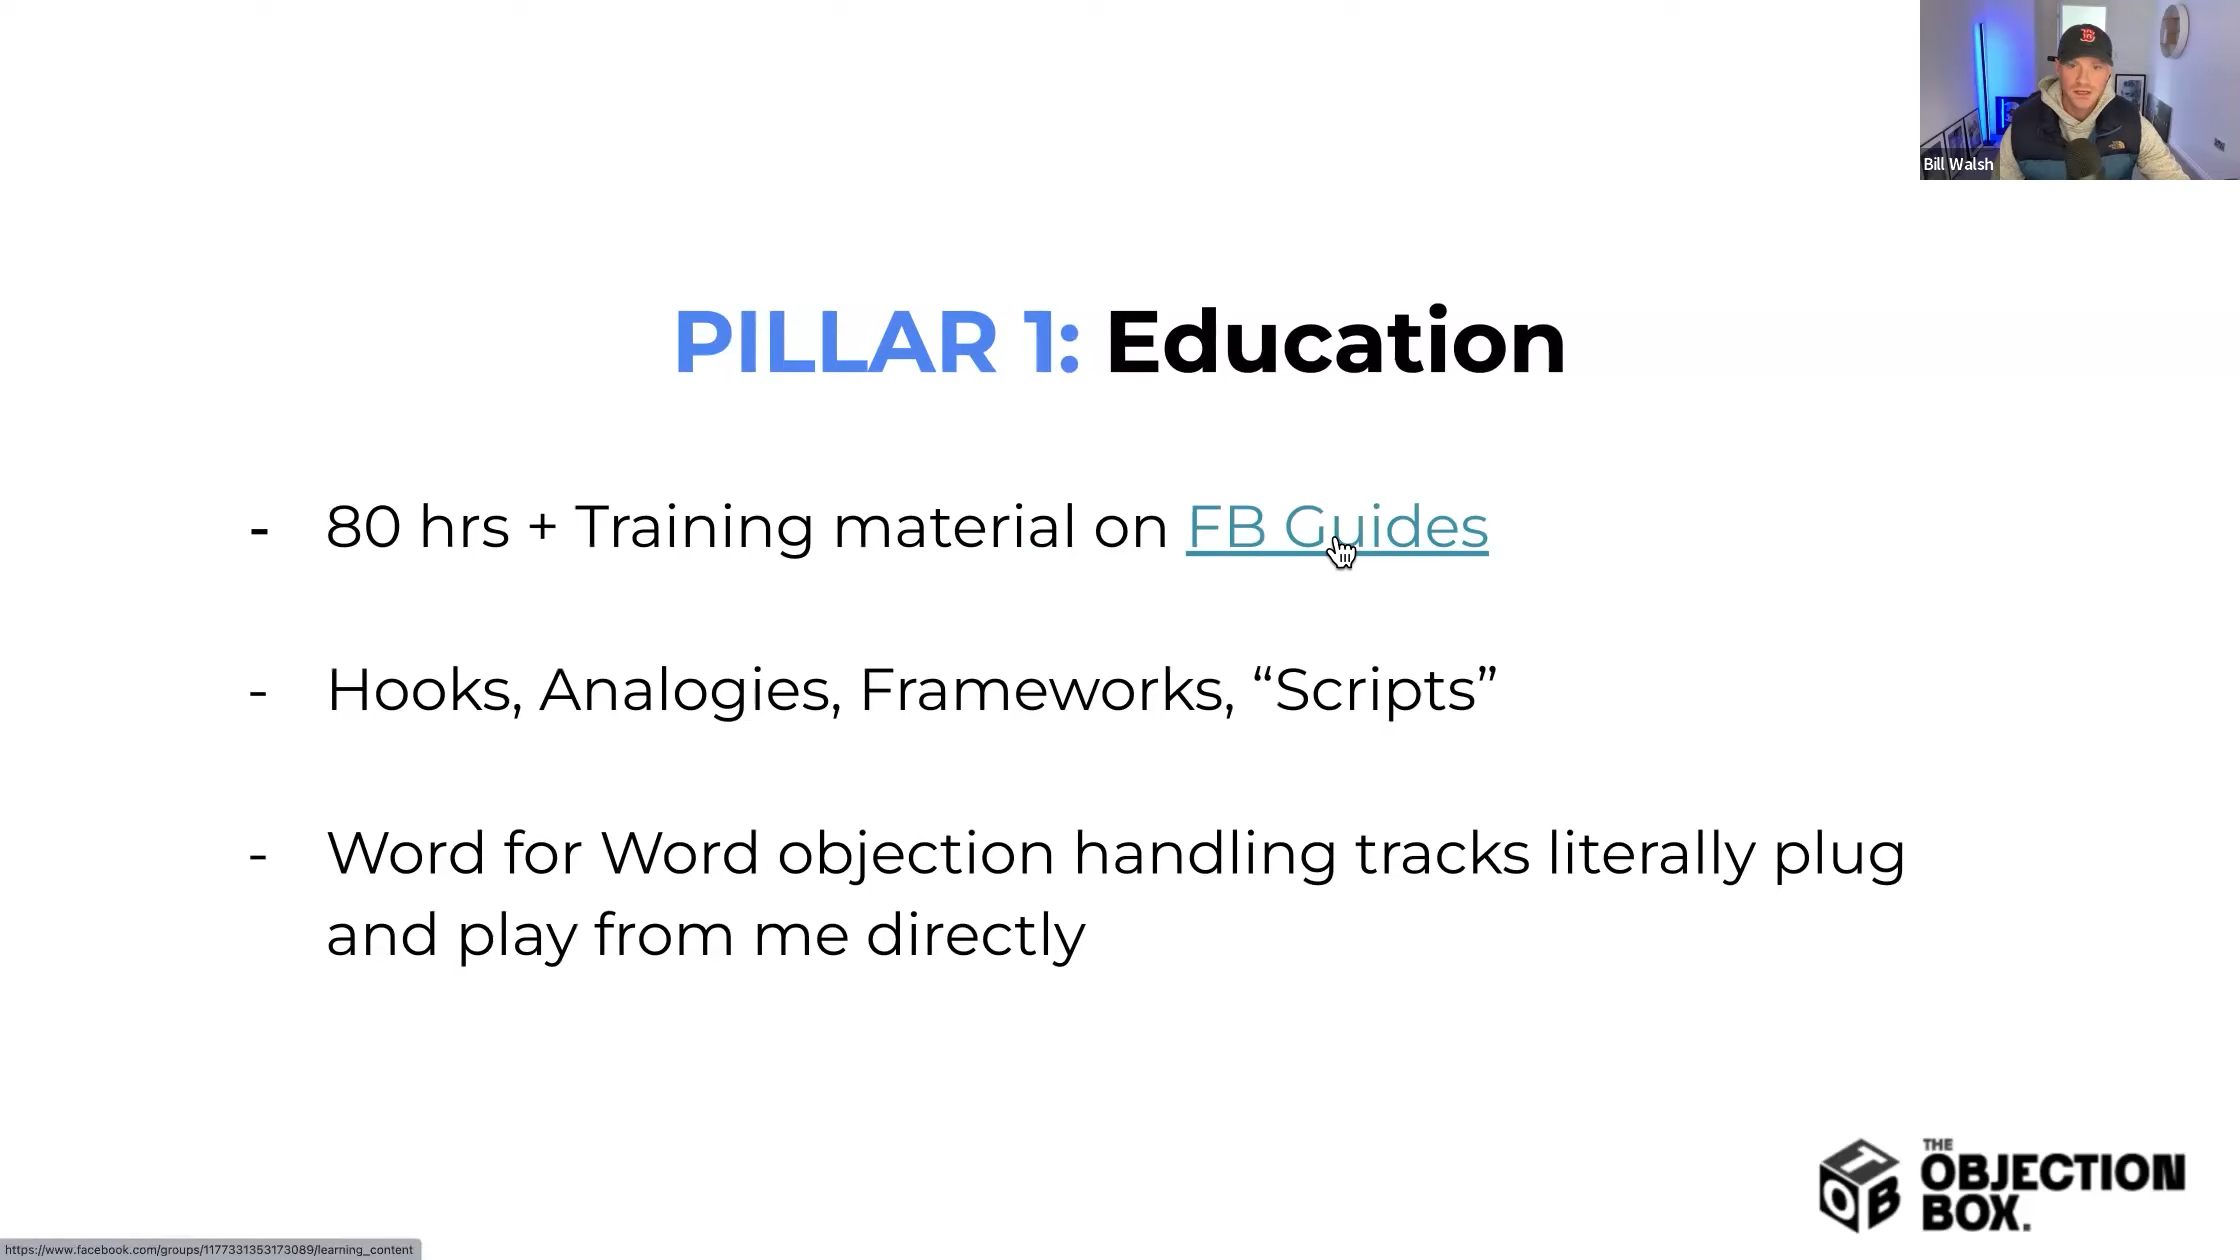 Bill Walsh
PILLAR 1: Education
- 80 hrs + Training material on FB Guides
- Hooks, Analogies, Frameworks, “Scripts”
- Word for Word objection handling tracks literally plug
and play from me directly
THE
OBJECTION
BOX.
TOB
https://www.facebook.com/groups/1177331353173089/learning_content